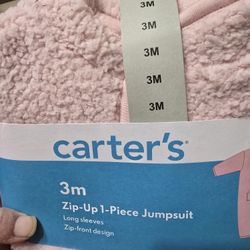 3M
3M
3M
3M
3M
carter's
3m
Zip-Up 1-Piece Jumpsuit
Long sleeves
Zip-front design